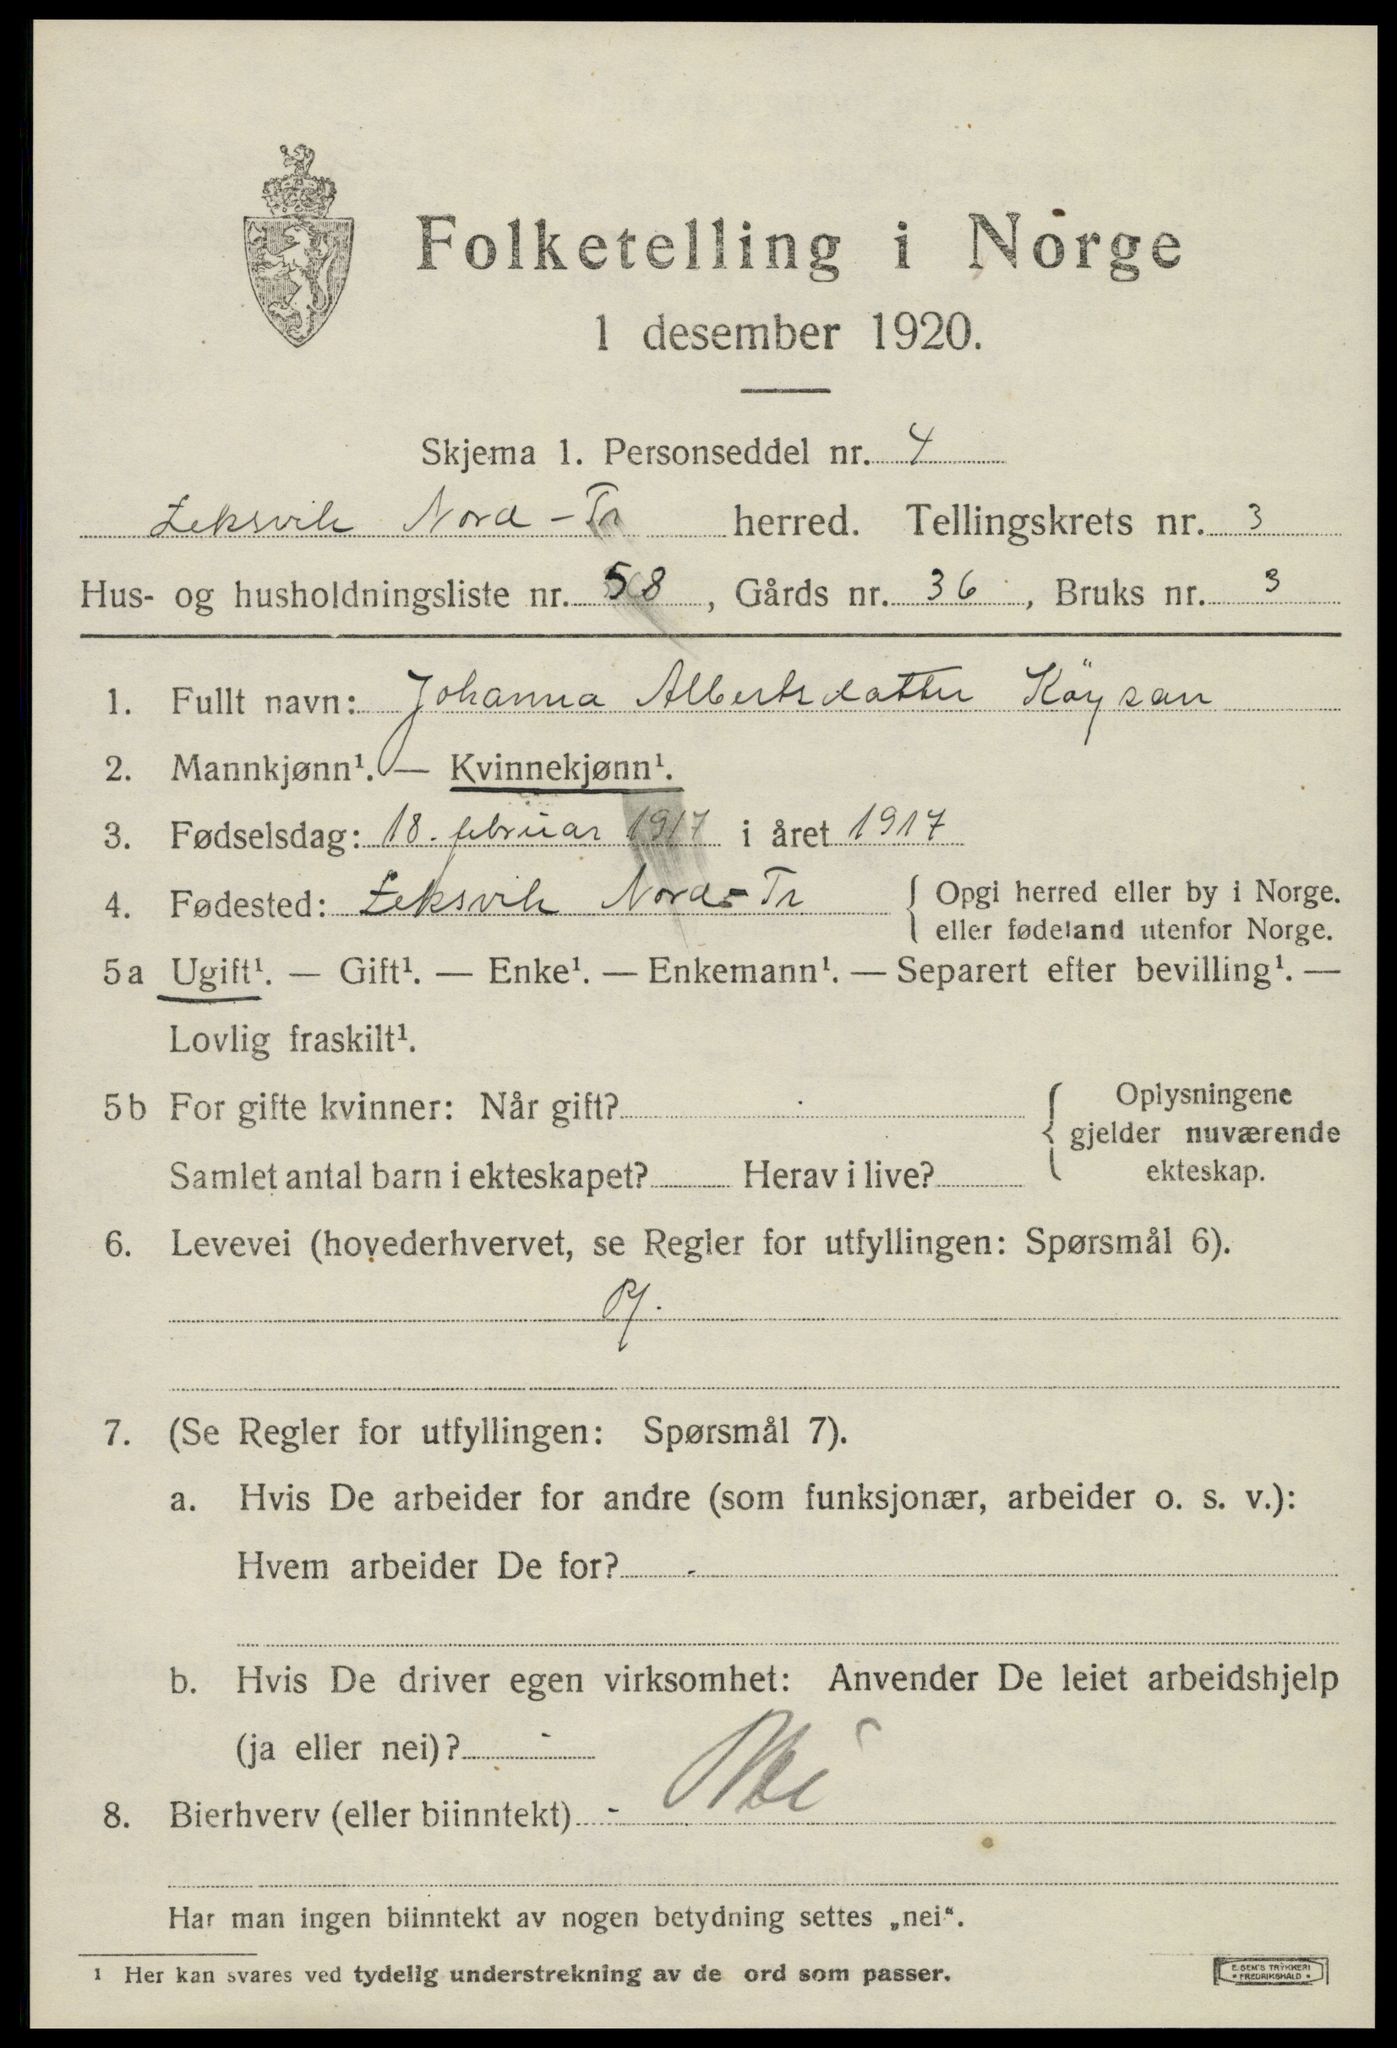 Folketelling i Norge
1 desember 1920.
Skjema 1. Personseddel nr. 4
Leksvik Nord-Tr herred. Tellingskrets nr. 3
Hus- og husholdningsliste nr. 58, Gårds nr. 36, Bruks nr. 3
1. Fullt navn: Johanna Albertsdatter
2. Mannkjønn¹. — Kvinnekjønn¹.
3. Fødselsdag: 18. februar 1917 i året 1917
4. Fødested: Leksvik Nord-Tr { Opgi herred eller by i Norge.
eller fødeland utenfor Norge.
5a Ugift¹. — Gift¹. — Enke¹. — Enkemann¹. — Separert efter bevilling¹. —
Lovlig fraskilt¹.
5b For gifte kvinner: Når gift? { Oplysningene
gjelder nuværende
Samlet antal barn i ekteskapet? Herav i live? ekteskap.
6. Levevei (hovederhvervet, se Regler for utfyllingen: Spørsmål 6).
7. (Se Regler for utfyllingen: Spørsmål 7).
a. Hvis De arbeider for andre (som funksjonær, arbeider o. s. v.):
Hvem arbeider De for? -
b. Hvis De driver egen virksomhet: Anvender De leiet arbeidshjelp
(ja eller nei)? -
8. Bierhverv (eller biinntekt) - Nei
Har man ingen biinntekt av nogen betydning settes „nei“.
¹ Her kan svares ved tydelig understrekning av de ord som passer.
E. SEM'S TRYKKERI
• FREDRIKSHALD •